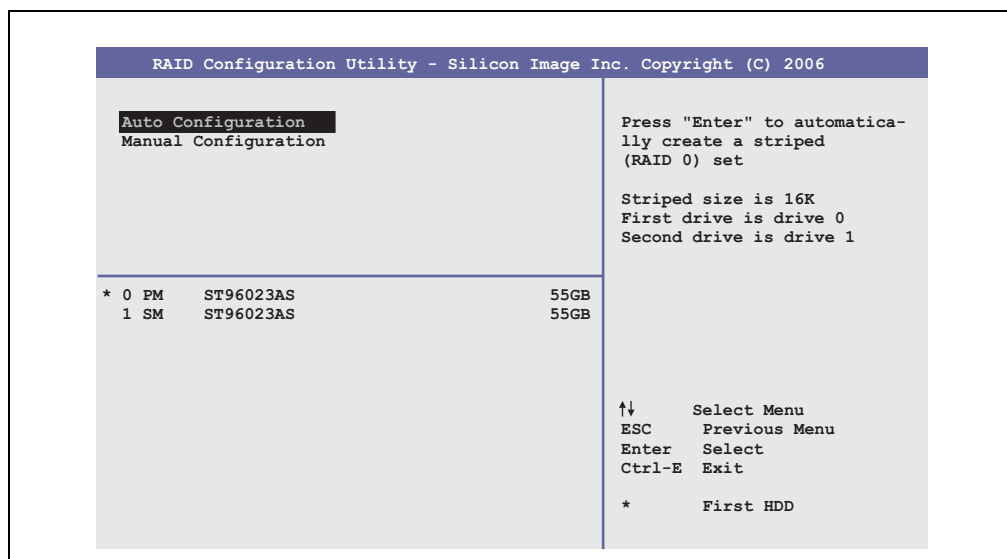 RAID Configuration Utility - Silicon Image Inc. Copyright (C) 2006
Auto Configuration
Manual Configuration
Press "Enter" to automatica-
lly create a striped
(RAID 0) set
Striped size is 16K
First drive is drive 0
Second drive is drive 1
* 0 PM ST96023AS 55GB
1 SM ST96023AS 55GB
↑↓ Select Menu
ESC Previous Menu
Enter Select
Ctrl-E Exit
* First HDD